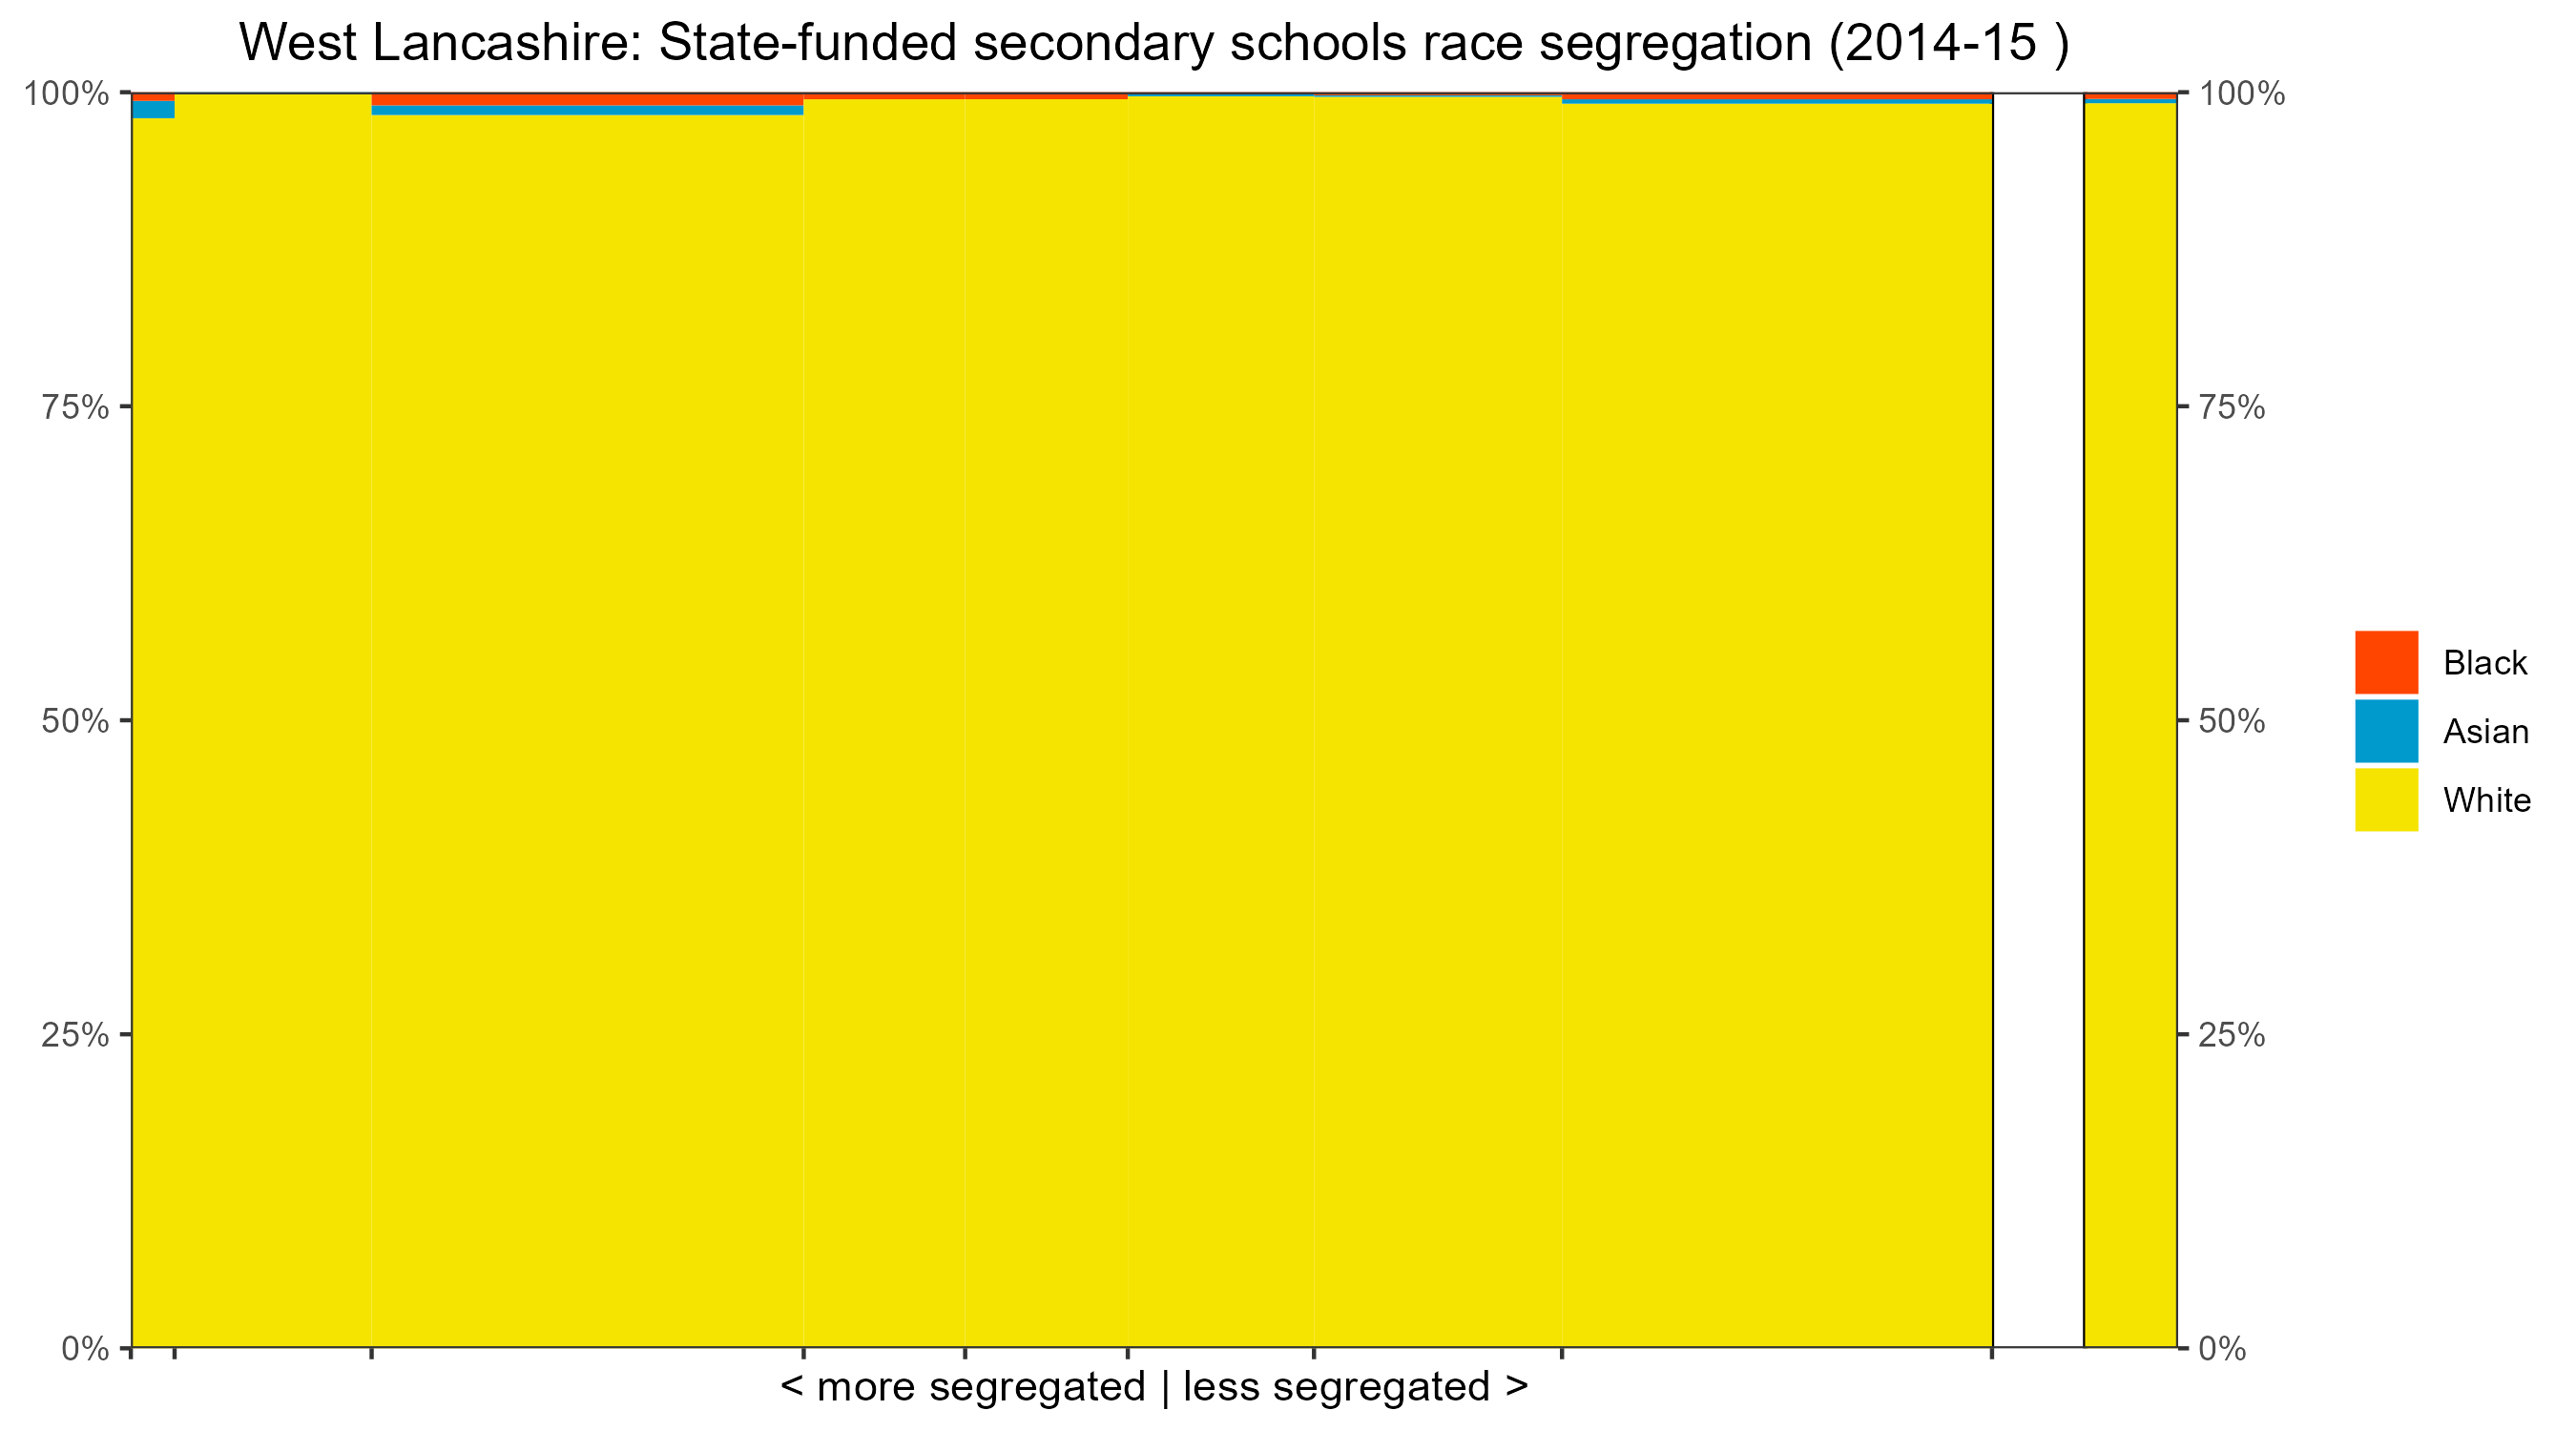 West Lancashire: State-funded secondary schools race segregation (2014-15 )
100%
75%
50%
25%
0%
100%
75%
50%
25%
0%
Black
Asian
White
< more segregated | less segregated >